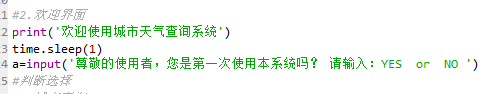 #2.欢迎界面
print('欢迎使用城市天气查询系统')
time.sleep(1)
a=input('尊敬的使用者，您是第一次使用本系统吗？ 请输入：YES  or  NO ')
#判断选择